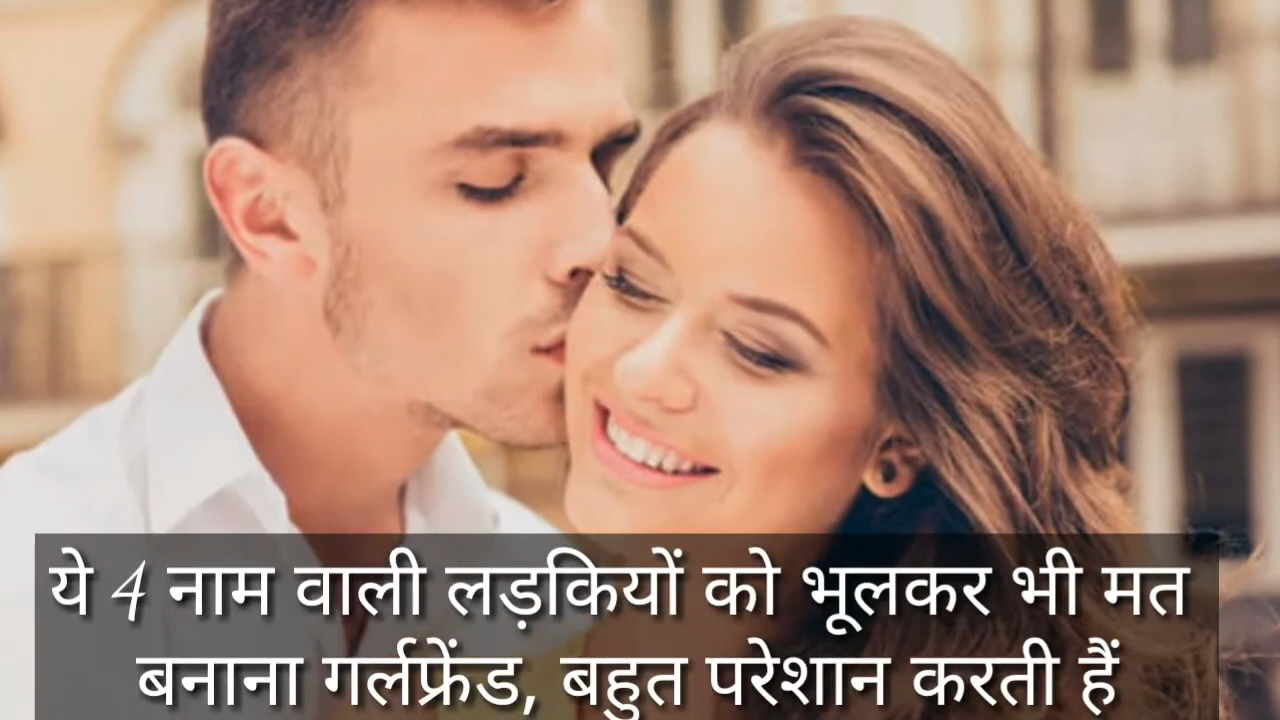 ये 4 नाम वाली लड़कियों को भूलकर भी मत
बनाना गर्लफ्रेंड, बहुत परेशान करती हैं